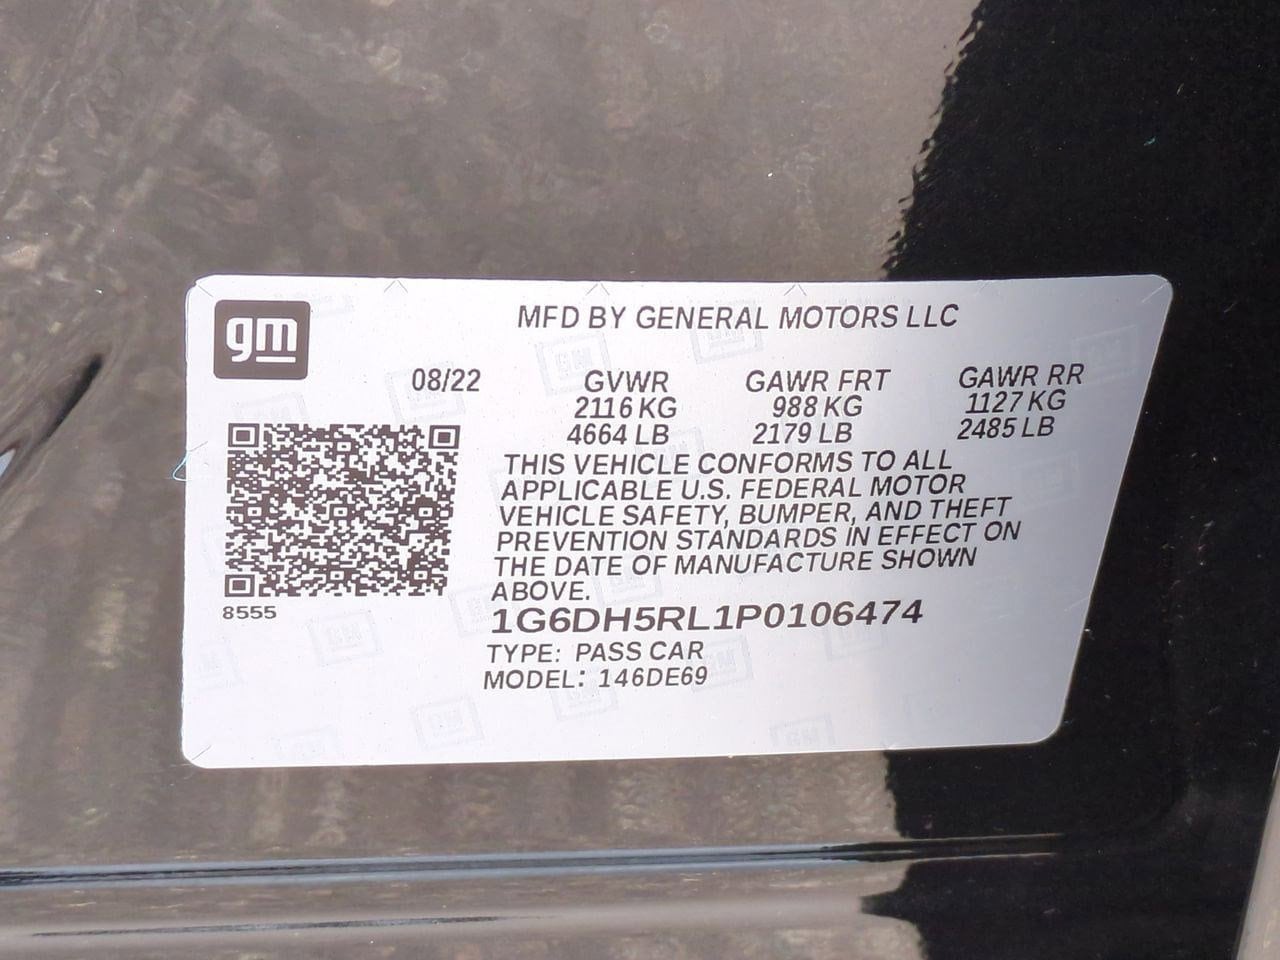 gm
MFD BY GENERAL MOTORS LLC
08/22 GVWR GAWR FRT GAWR RR
2116 KG 988 KG 1127 KG
4664 LB 2179 LB 2485 LB
THIS VEHICLE CONFORMS TO ALL
APPLICABLE U.S. FEDERAL MOTOR
VEHICLE SAFETY, BUMPER, AND THEFT
PREVENTION STANDARDS IN EFFECT ON
THE DATE OF MANUFACTURE SHOWN
ABOVE.
8555
1G6DH5RL1P0106474
TYPE: PASS CAR
MODEL: 146DE69